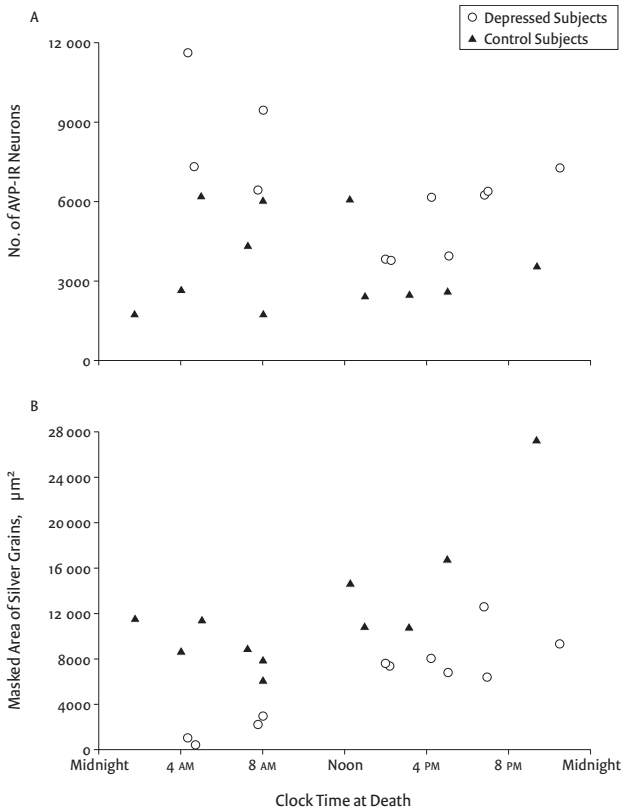 A
Depressed Subjects
Control Subjects
12 000
9000
6000
3000
0
No. of AVP-IR Neurons
B
28 000
24 000
20 000
16 000
12 000
8000
4000
0
Masked Area of Silver Grains, μm²
Midnight 4 AM 8 AM Noon 4 PM 8 PM Midnight
Clock Time at Death